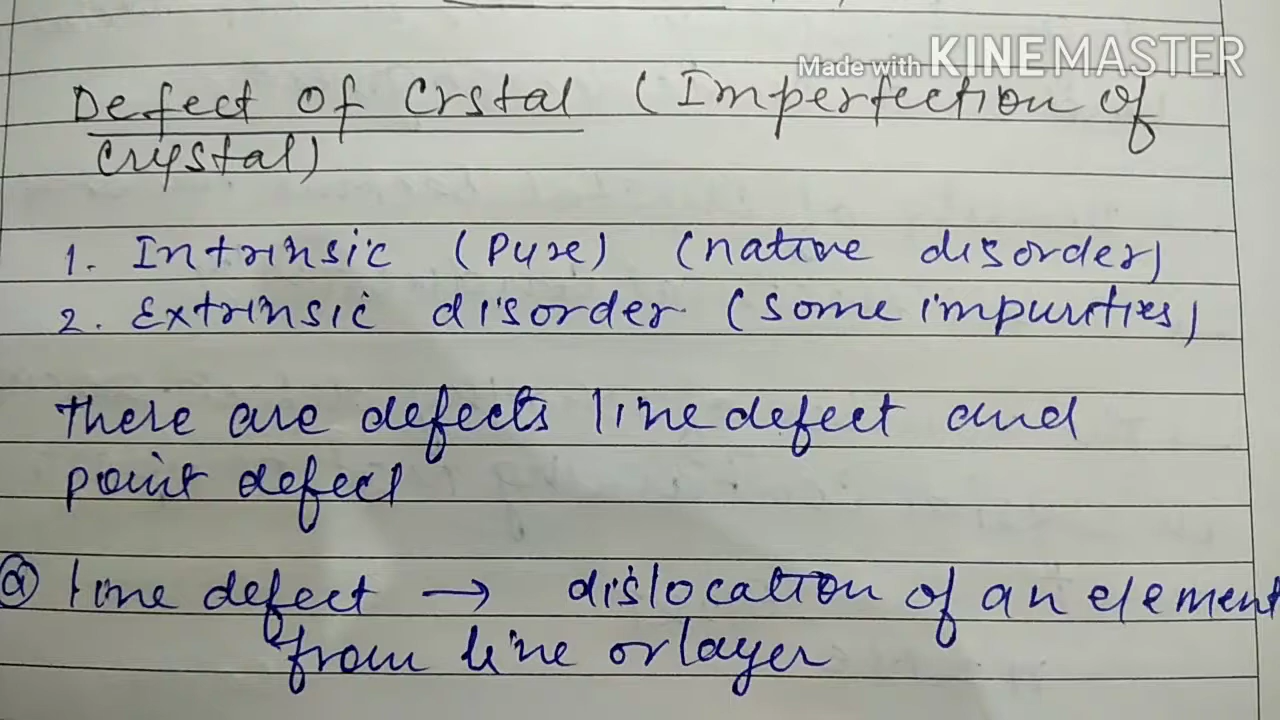 Made with KINEMASTER
Defect of Crstal (Imperfection of
crystal)
1. Intrinsic (Pure) (native disorder)
2. Extrinsic disorder (some impurities)
there are defects line defect and
point defect
a line defect → dislocation of an element
from line or layer